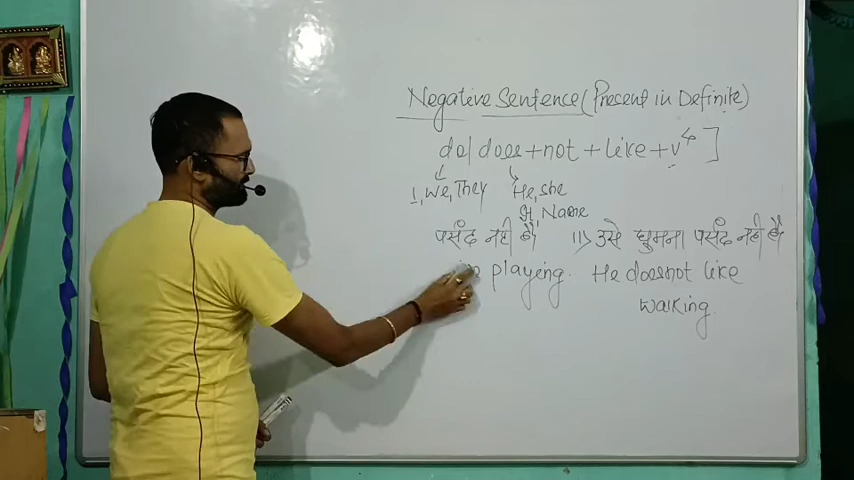 Negative Sentence (Present in Definite)
do| does + not + Like + v⁴ ]
I, We, They He, she
It, Name
पसंद नही है। ii⟩ उसे घुमना पसंद नही है।
playing. He doesnot like
walking.